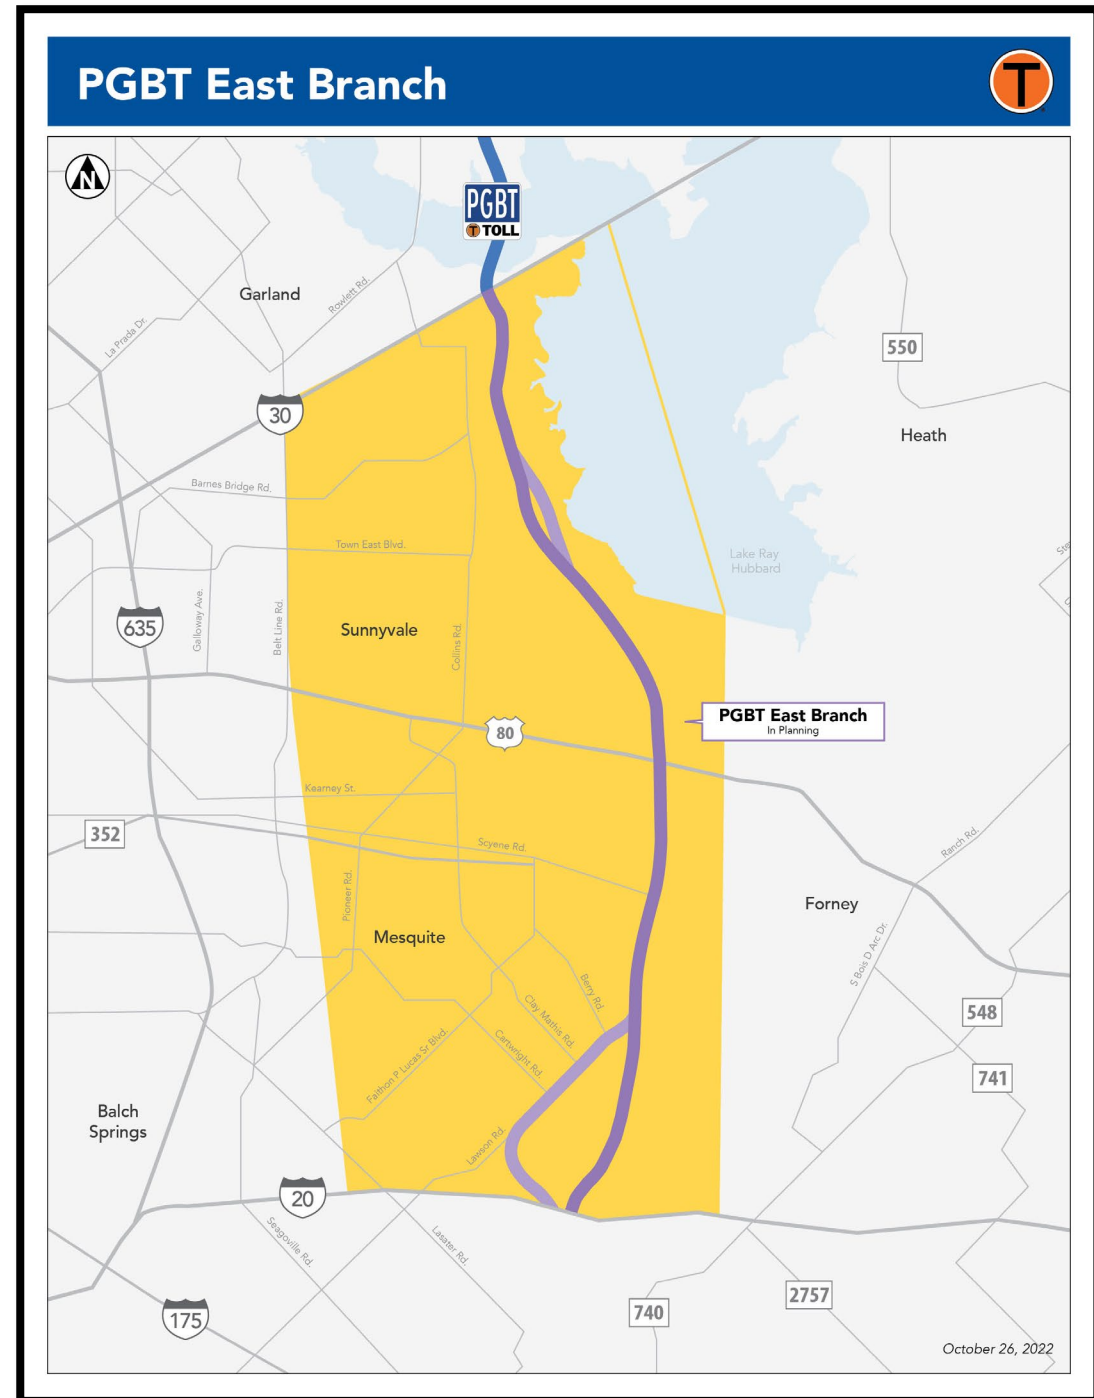 PGBT East Branch
T
N
PGBT
T TOLL
Garland
Rowlett Rd.
La Prada Dr.
550
30
Heath
Barnes Bridge Rd.
Town East Blvd.
Lake Ray
Hubbard
Galloway Ave.
Belt Line Rd.
635
Sunnyvale
Collins Rd.
PGBT East Branch
In Planning
80
Kearney St.
352
Scyene Rd.
Ranch Rd.
Pioneer Rd.
Forney
Mesquite
S Bois D Arc Dr.
Berry Rd.
Clay Mathis Rd.
548
Cartwright Rd.
Faithon P Lucas Sr Blvd.
741
Balch
Springs
Lawson Rd.
20
Seagoville Rd.
Lasater Rd.
2757
740
175
October 26, 2022